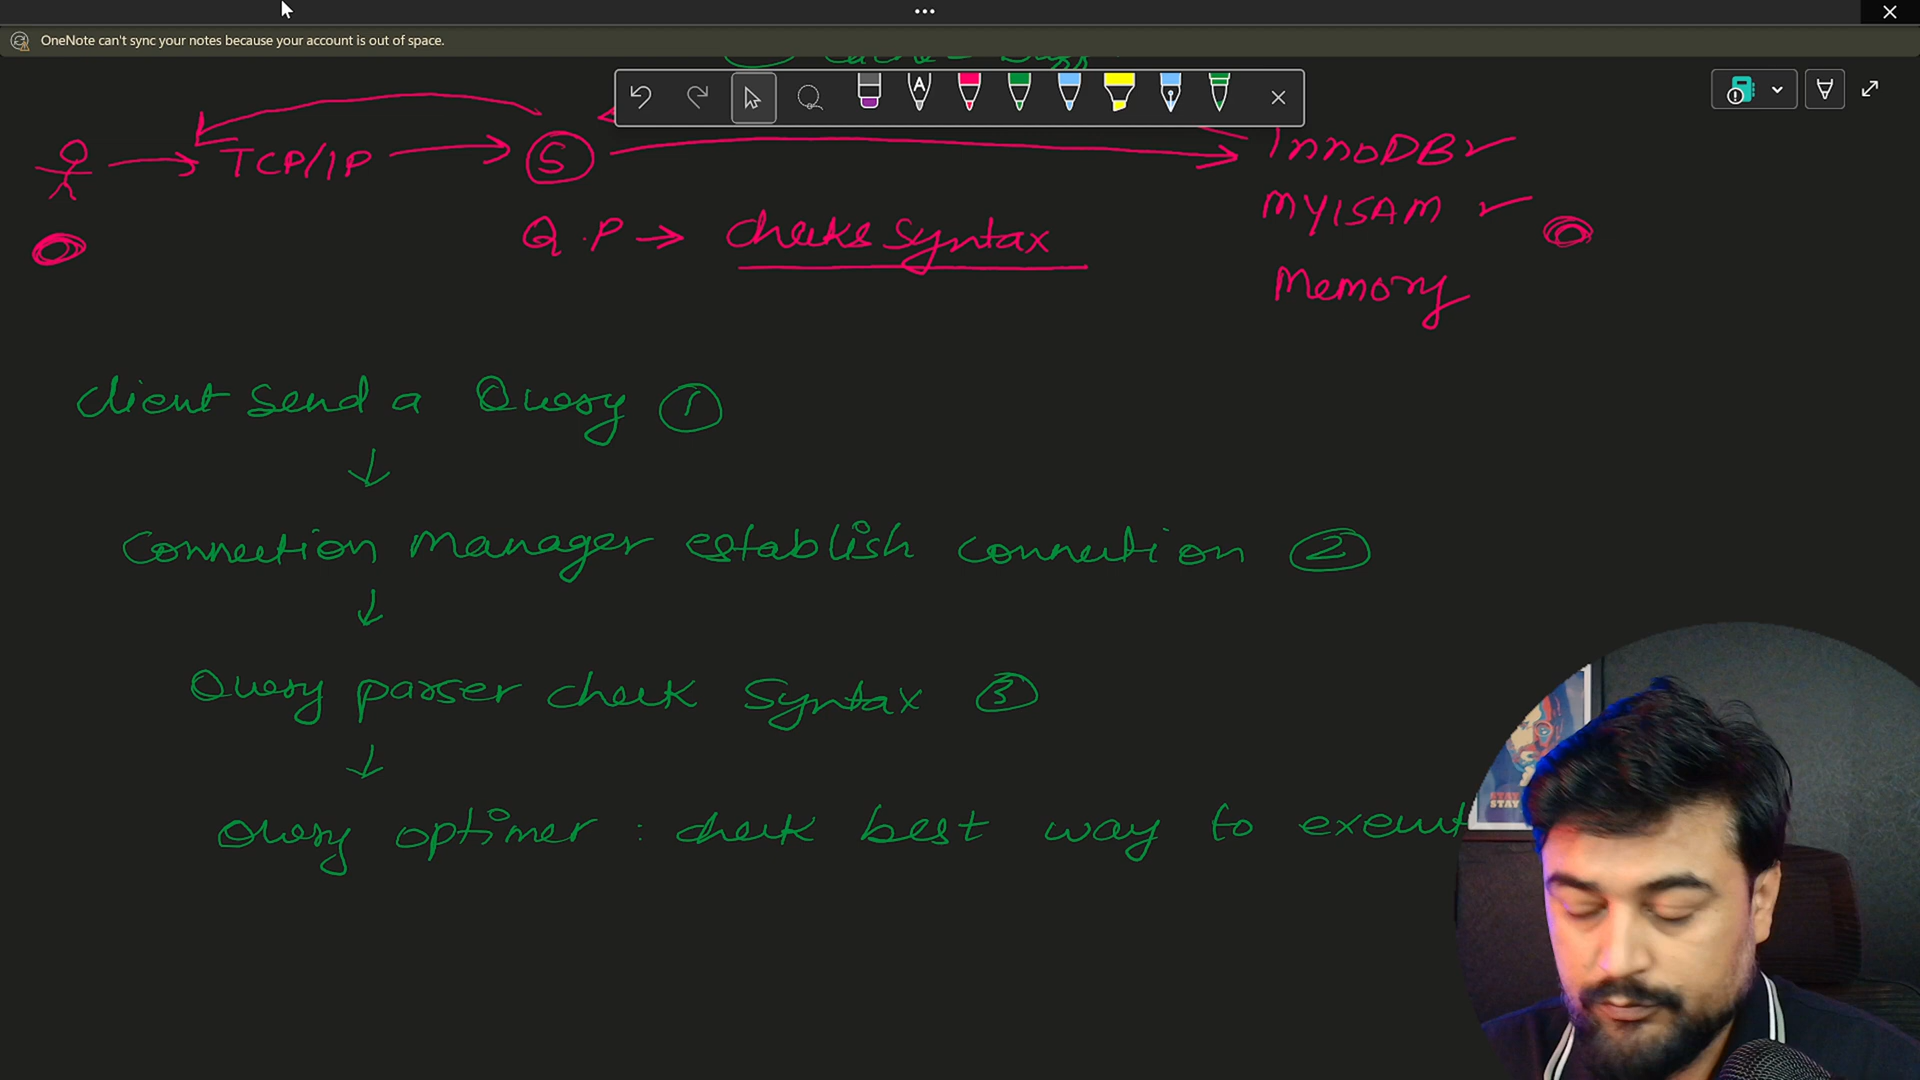 OneNote can't sync your notes because your account is out of space.
TCP/IP S InnoDB
MYISAM
Q.P → checks syntax
Memory
client send a Query 1
↓
Connection manager establish connection 2
↓
Query parser check syntax 3
↓
Query optimer : check best way to execut
STAY
STAY